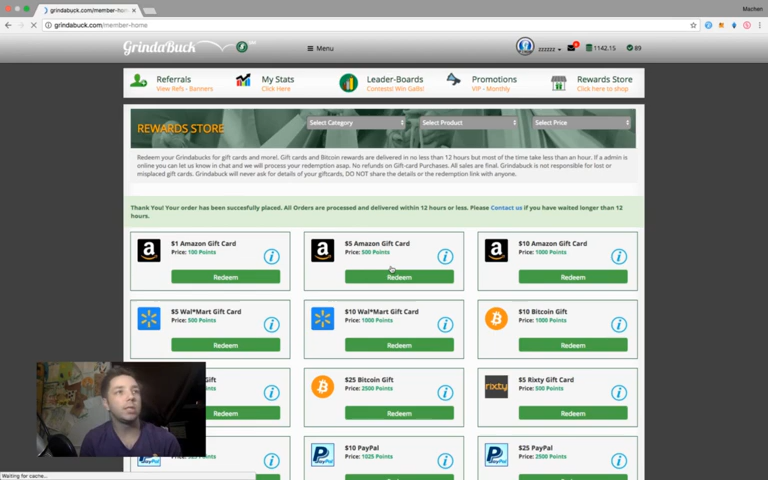 grindabuck.com/member-hom
Machen
grindabuck.com/member-home
GrindaBuck
Menu
zzzzzz
1142.15
89
Referrals
View Refs - Banners
My Stats
Click Here
Leader-Boards
Contests! Win Galls!
Promotions
VIP - Monthly
Rewards Store
Click here to shop
REWARDS STORE
Select Category
Select Product
Select Price
Redeem your Grindabucks for gift cards and more!. Gift cards and Bitcoin rewards are delivered in no less than 12 hours but most of the time take less than an hour. If a admin is
online you can let us know in chat and we will process your redemption asap. No refunds on Gift-card Purchases. All sales are final. Grindabuck is not responsible for lost or
misplaced gift cards. Grindabuck will never ask for details of your giftcards, DO NOT share the details or the redemption link with anyone.
Thank You! Your order has been succesfully placed. All Orders are processed and delivered within 12 hours or less. Please Contact us if you have waited longer than 12
hours.
$1 Amazon Gift Card
Price: 100 Points
Redeem
$5 Amazon Gift Card
Price: 500 Points
Redeem
$10 Amazon Gift Card
Price: 1000 Points
Redeem
$5 Wal*Mart Gift Card
Price: 500 Points
Redeem
$10 Wal*Mart Gift Card
Price: 1000 Points
Redeem
$10 Bitcoin Gift
Price: 1000 Points
Redeem
Gift
Points
Redeem
$25 Bitcoin Gift
Price: 2500 Points
Redeem
rixty
$5 Rixty Gift Card
Price: 500 Points
Redeem
PayPal
Points
PayPal
$10 PayPal
Price: 1025 Points
PayPal
$25 PayPal
Price: 2500 Points
Waiting for cache...